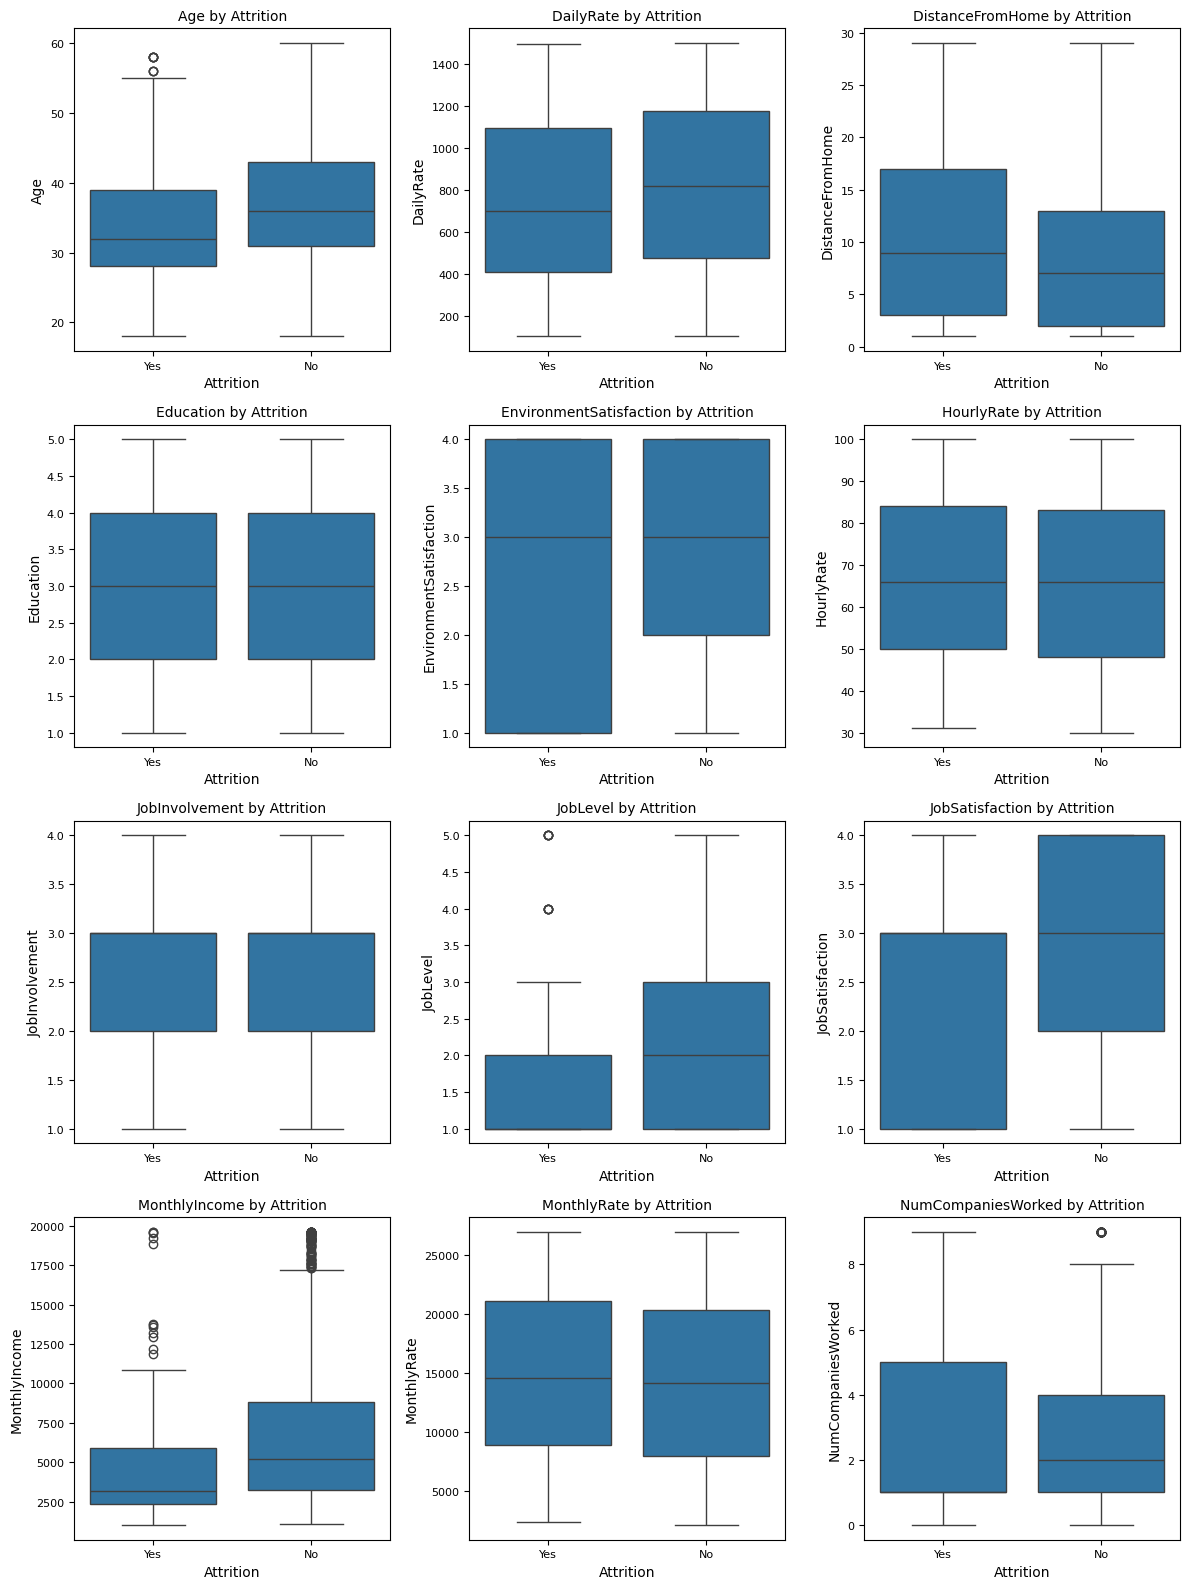 Age by Attrition
60
50
40
30
20
Age
Yes
No
Attrition
DailyRate by Attrition
1400
1200
1000
800
600
400
200
DailyRate
Yes
No
Attrition
DistanceFromHome by Attrition
30
25
20
15
10
5
0
DistanceFromHome
Yes
No
Attrition
Education by Attrition
5.0
4.5
4.0
3.5
3.0
2.5
2.0
1.5
1.0
Education
Yes
No
Attrition
EnvironmentSatisfaction by Attrition
4.0
3.5
3.0
2.5
2.0
1.5
1.0
EnvironmentSatisfaction
Yes
No
Attrition
HourlyRate by Attrition
100
90
80
70
60
50
40
30
HourlyRate
Yes
No
Attrition
JobInvolvement by Attrition
4.0
3.5
3.0
2.5
2.0
1.5
1.0
JobInvolvement
Yes
No
Attrition
JobLevel by Attrition
5.0
4.5
4.0
3.5
3.0
2.5
2.0
1.5
1.0
JobLevel
Yes
No
Attrition
JobSatisfaction by Attrition
4.0
3.5
3.0
2.5
2.0
1.5
1.0
JobSatisfaction
Yes
No
Attrition
MonthlyIncome by Attrition
20000
17500
15000
12500
10000
7500
5000
2500
MonthlyIncome
Yes
No
Attrition
MonthlyRate by Attrition
25000
20000
15000
10000
5000
MonthlyRate
Yes
No
Attrition
NumCompaniesWorked by Attrition
8
6
4
2
0
NumCompaniesWorked
Yes
No
Attrition